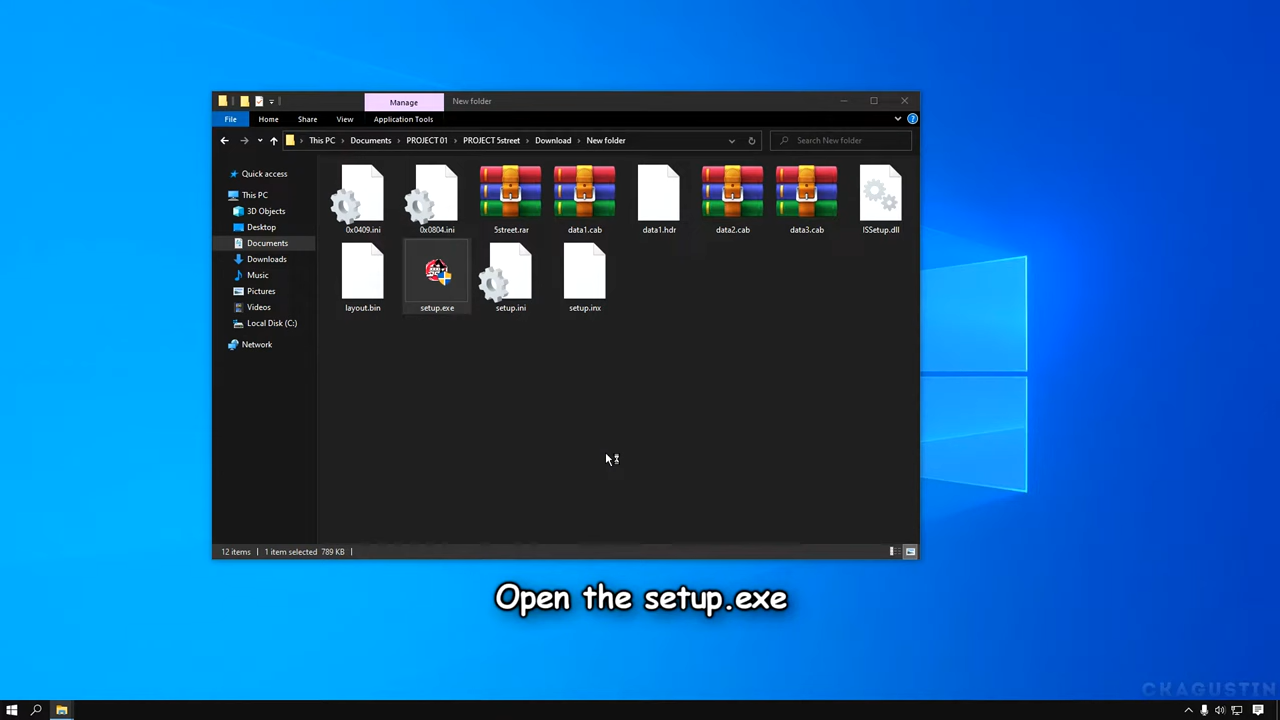 Manage
New folder
File
Home
Share
View
Application Tools
This PC
Documents
PROJECT 01
PROJECT 5street
Download
New folder
Search New folder
Quick access
This PC
3D Objects
Desktop
Documents
Downloads
Music
Pictures
Videos
Local Disk (C:)
Network
0x0409.ini
0x0804.ini
5street.rar
data1.cab
data1.hdr
data2.cab
data3.cab
ISSetup.dll
layout.bin
setup.exe
setup.ini
setup.inx
12 items
1 item selected 789 KB
Open the setup.exe
CKAGUSTIN